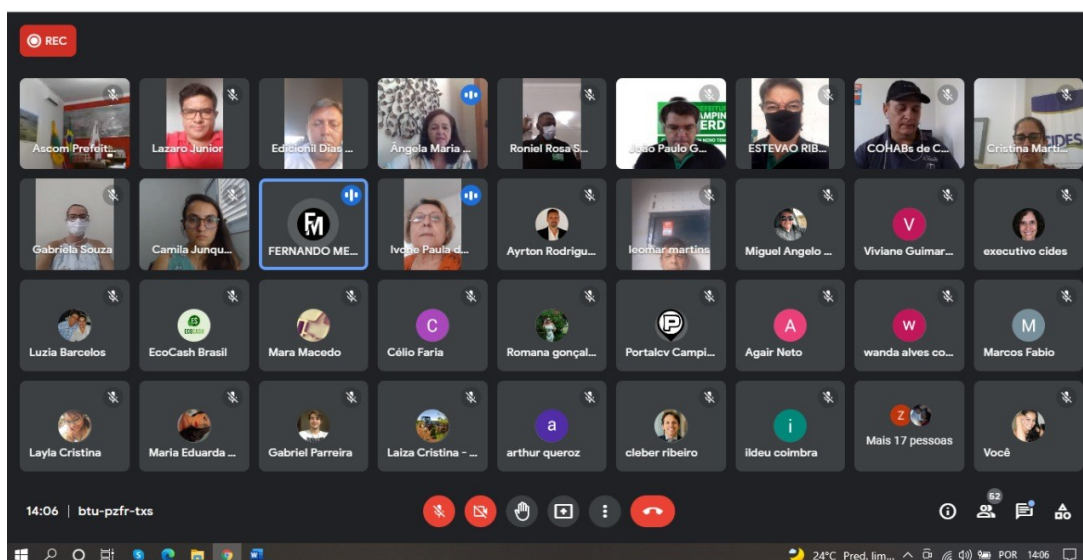 REC
Ascom Prefeit...
Lazaro Junior
Edicionil Dias ...
Angela Maria ...
Roniel Rosa S...
João Paulo G...
ESTEVAO RIB...
COHABs de C...
Cristina Marti...
Gabriela Souza
Camila Junqu...
FERNANDO ME...
Ivone Paula d...
Ayrton Rodrigu...
leomar martins
Miguel Angelo ...
V
Viviane Guimar...
executivo cides
Luzia Barcelos
EcoCash Brasil
Mara Macedo
C
Célio Faria
Romana gonçal...
P
Portalcv Campi...
A
Agair Neto
w
wanda alves co...
M
Marcos Fabio
Layla Cristina
Maria Eduarda ...
Gabriel Parreira
Laiza Cristina - ...
a
arthur queroz
cleber ribeiro
i
ildeu coimbra
Z
Mais 17 pessoas
Você
14:06 | btu-pzfr-txs
52
24°C Pred. lim... POR 14:06